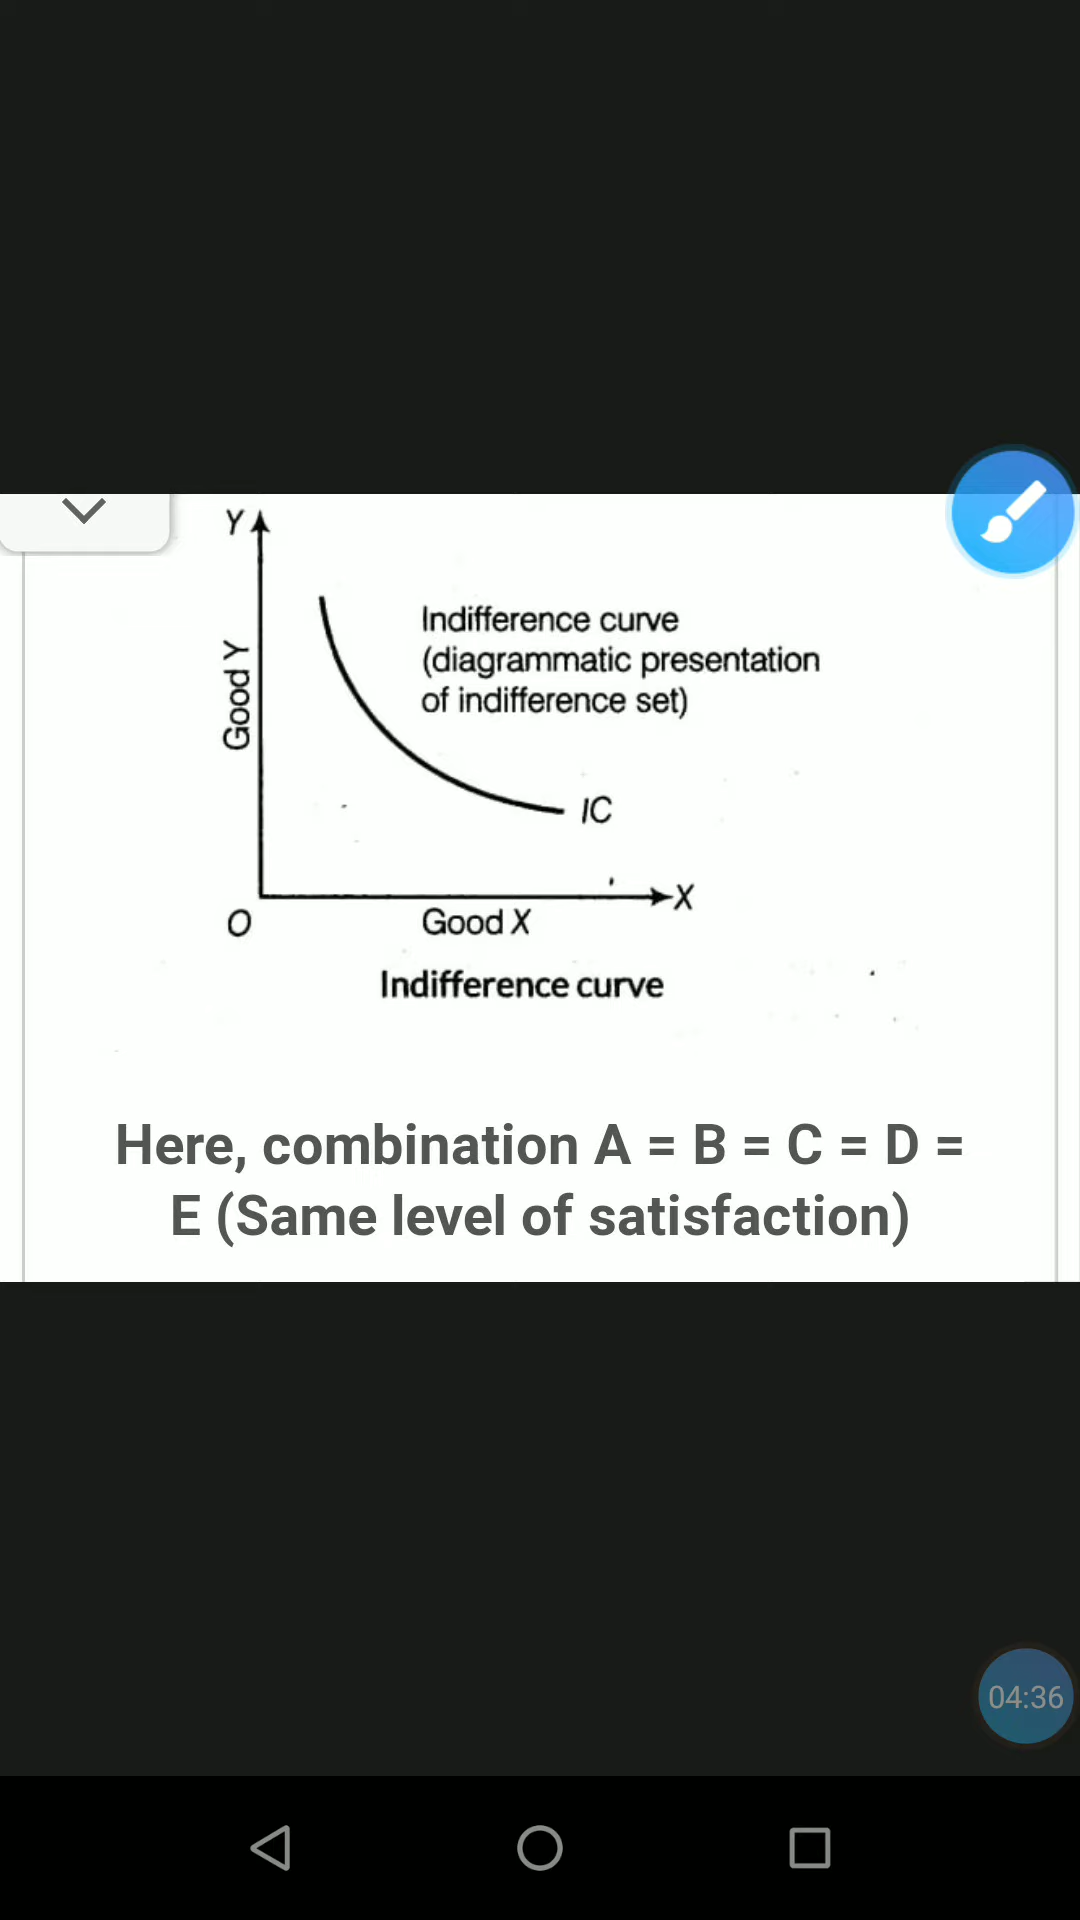 Y
Good Y
Indifference curve
(diagrammatic presentation
of indifference set)
IC
X
O
Good X
Indifference curve
Here, combination A = B = C = D =
E (Same level of satisfaction)
04:36